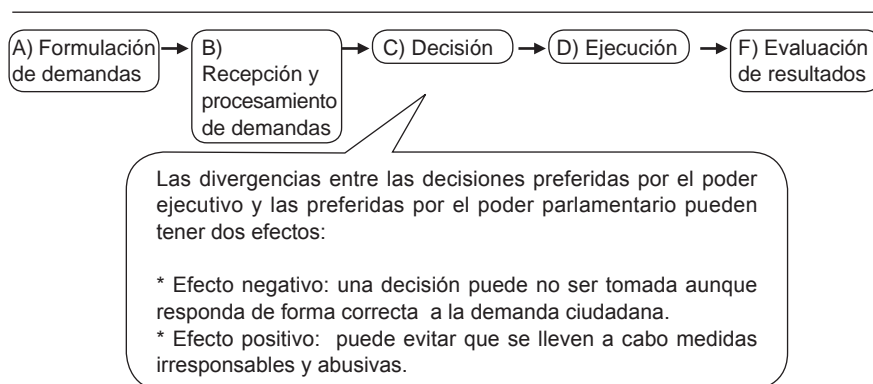 A) Formulación
de demandas
B)
Recepción y
procesamiento
de demandas
C) Decisión
D) Ejecución
F) Evaluación
de resultados
Las divergencias entre las decisiones preferidas por el poder
ejecutivo y las preferidas por el poder parlamentario pueden
tener dos efectos:
* Efecto negativo: una decisión puede no ser tomada aunque
responda de forma correcta a la demanda ciudadana.
* Efecto positivo: puede evitar que se lleven a cabo medidas
irresponsables y abusivas.